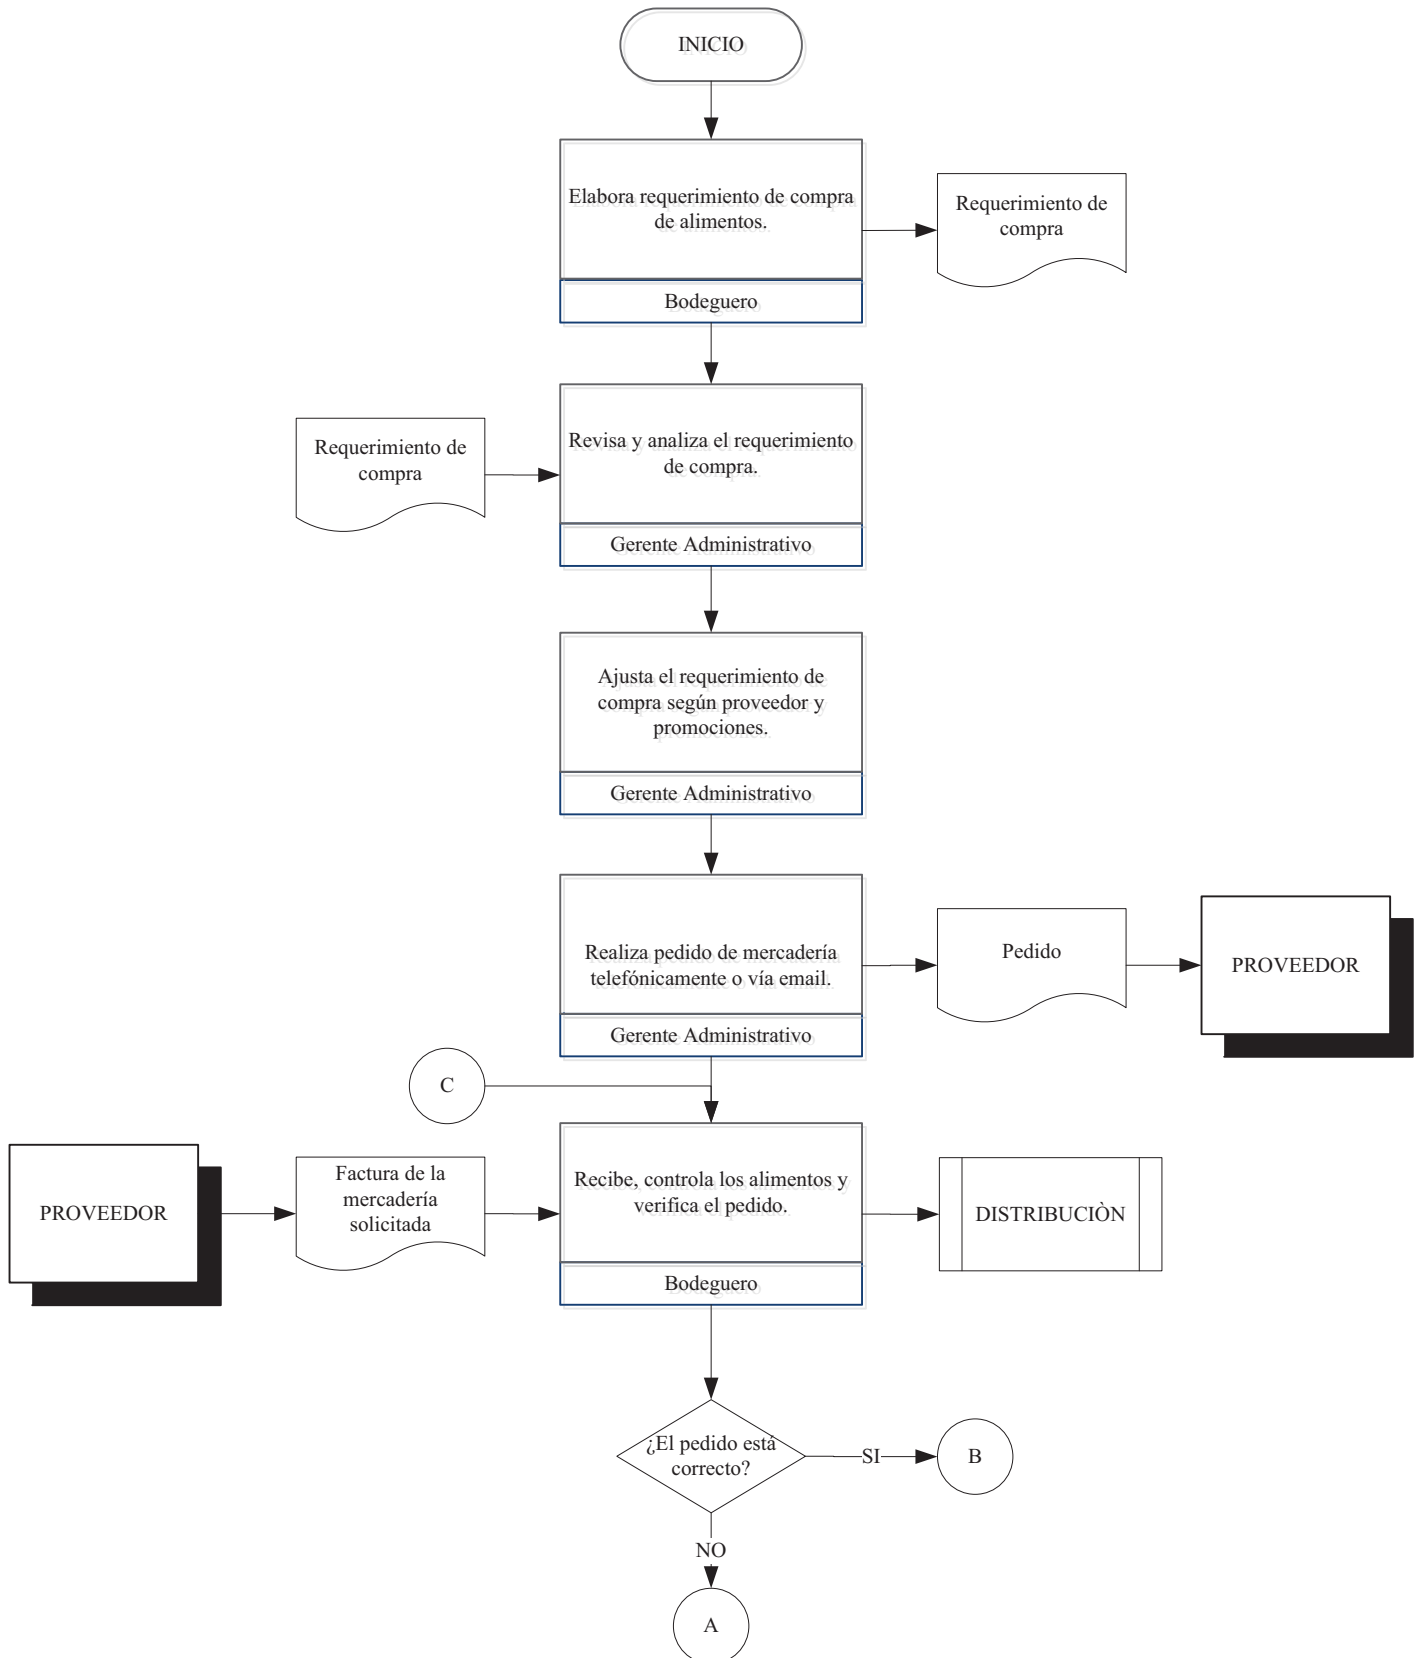 INICIO
Elabora requerimiento de compra
de alimentos.
Bodeguero
Requerimiento de
compra
Requerimiento de
compra
Revisa y analiza el requerimiento
de compra.
Gerente Administrativo
Ajusta el requerimiento de
compra según proveedor y
promociones.
Gerente Administrativo
Realiza pedido de mercadería
telefónicamente o vía email.
Gerente Administrativo
Pedido
PROVEEDOR
C
PROVEEDOR
Factura de la
mercadería
solicitada
Recibe, controla los alimentos y
verifica el pedido.
Bodeguero
DISTRIBUCIÒN
¿El pedido está
correcto?
SI
B
NO
A